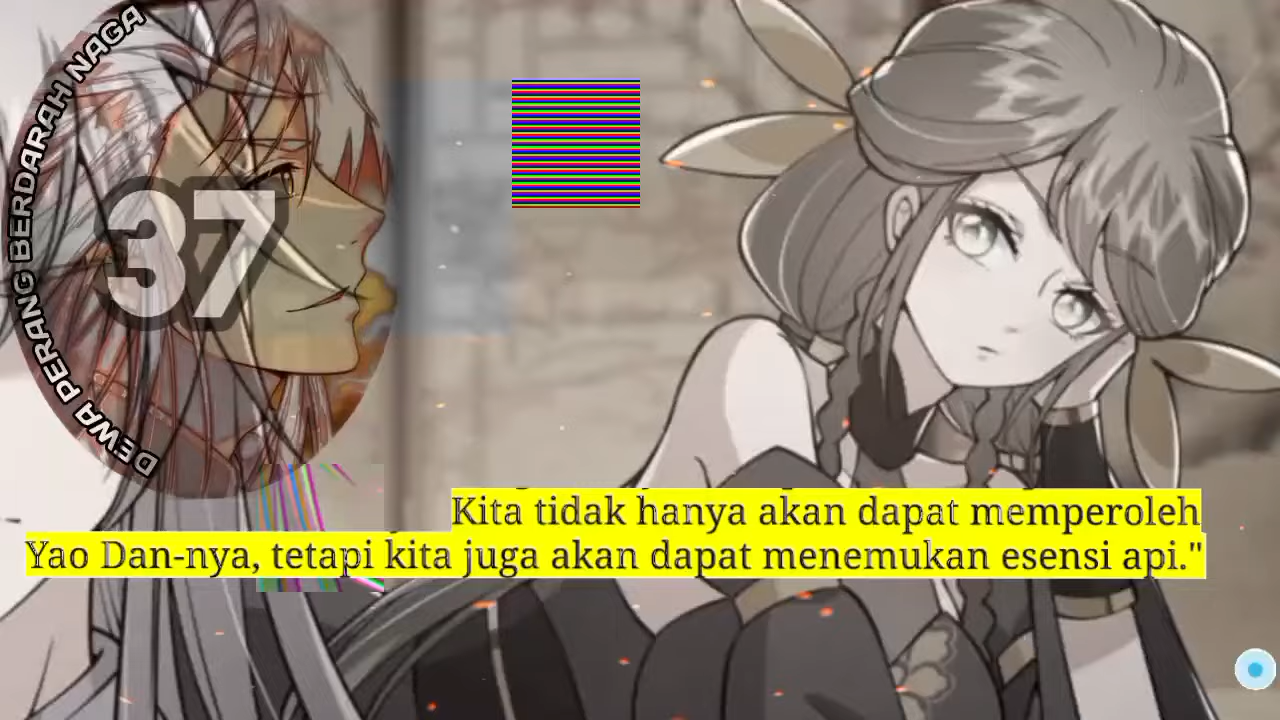 DEWA PERANG BERDARAH NAGA
37
Kita tidak hanya akan dapat memperoleh
Yao Dan-nya, tetapi kita juga akan dapat menemukan esensi api."